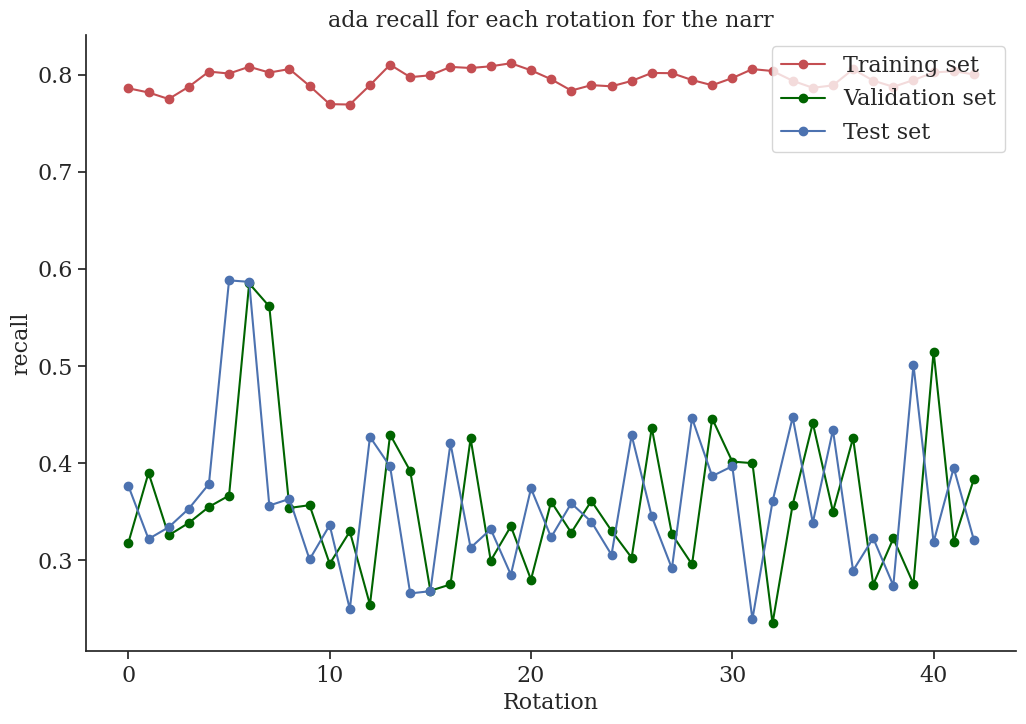 ada recall for each rotation for the narr
Training set
Validation set
Test set
recall
0.8
0.7
0.6
0.5
0.4
0.3
0 10 20 30 40
Rotation